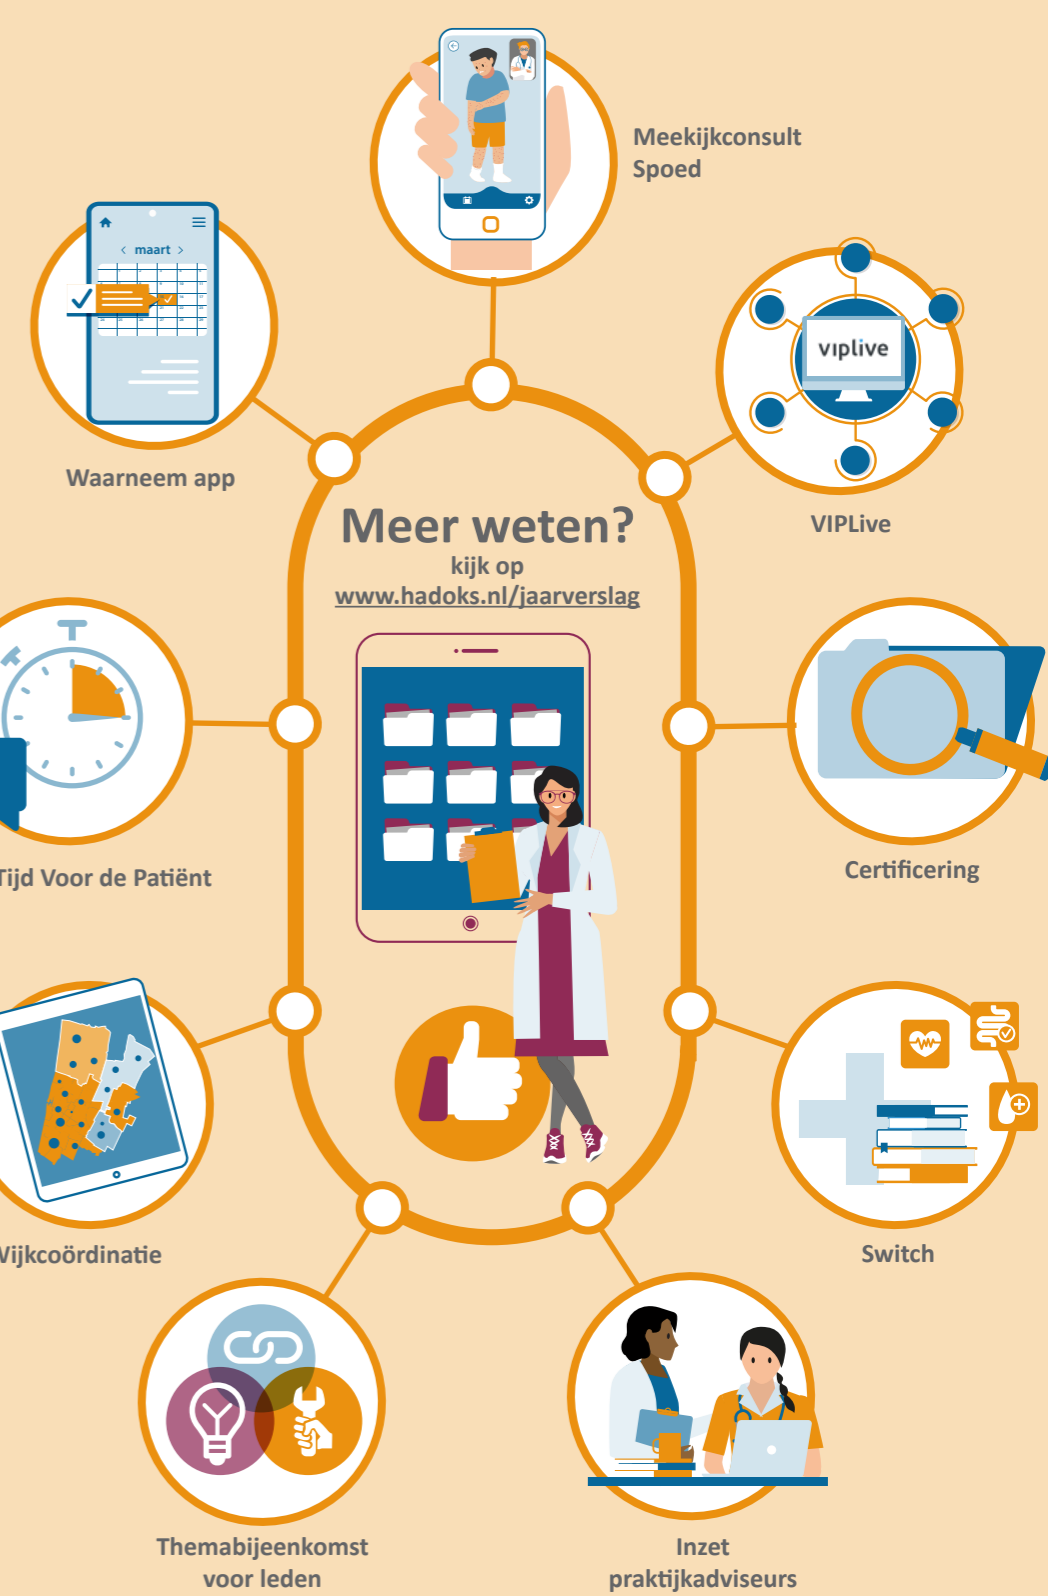 Meekijkconsult
Spoed
maart
Waarneem app
viplive
VIPLive
Meer weten?
kijk op
www.hadoks.nl/jaarverslag
Tijd Voor de Patiënt
Certificering
Wijkcoördinatie
Switch
Themabijeenkomst
voor leden
Inzet
praktijkadviseurs